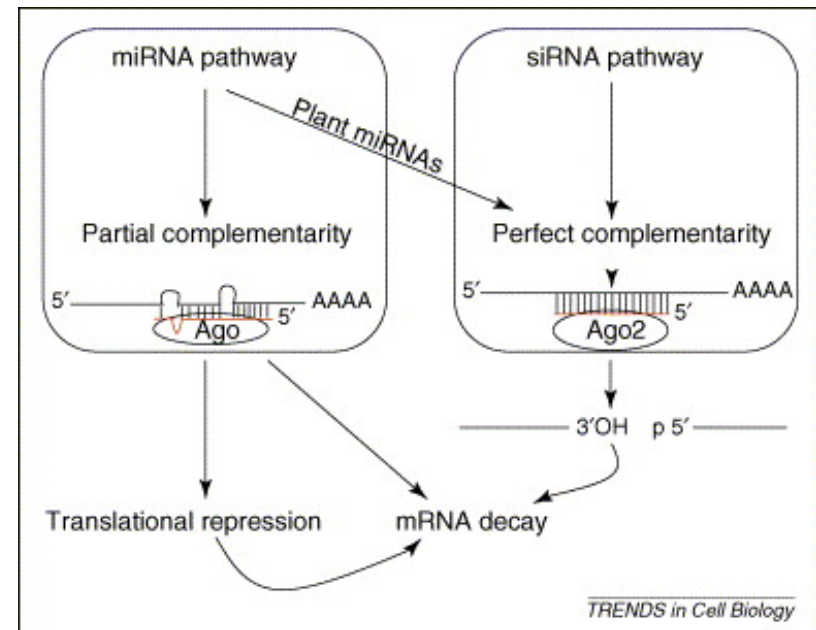 miRNA pathway
siRNA pathway
Plant miRNAs
Partial complementarity
Perfect complementarity
5′ AAAA
5′
Ago
5′ AAAA
5′
Ago2
3′OH p 5′
Translational repression
mRNA decay
TRENDS in Cell Biology